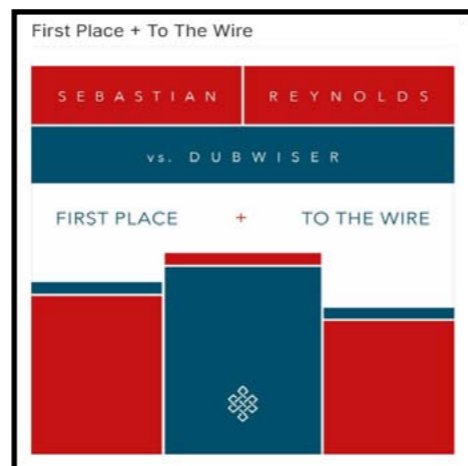 First Place + To The Wire
SEBASTIAN REYNOLDS
vs. DUBWISER
FIRST PLACE + TO THE WIRE